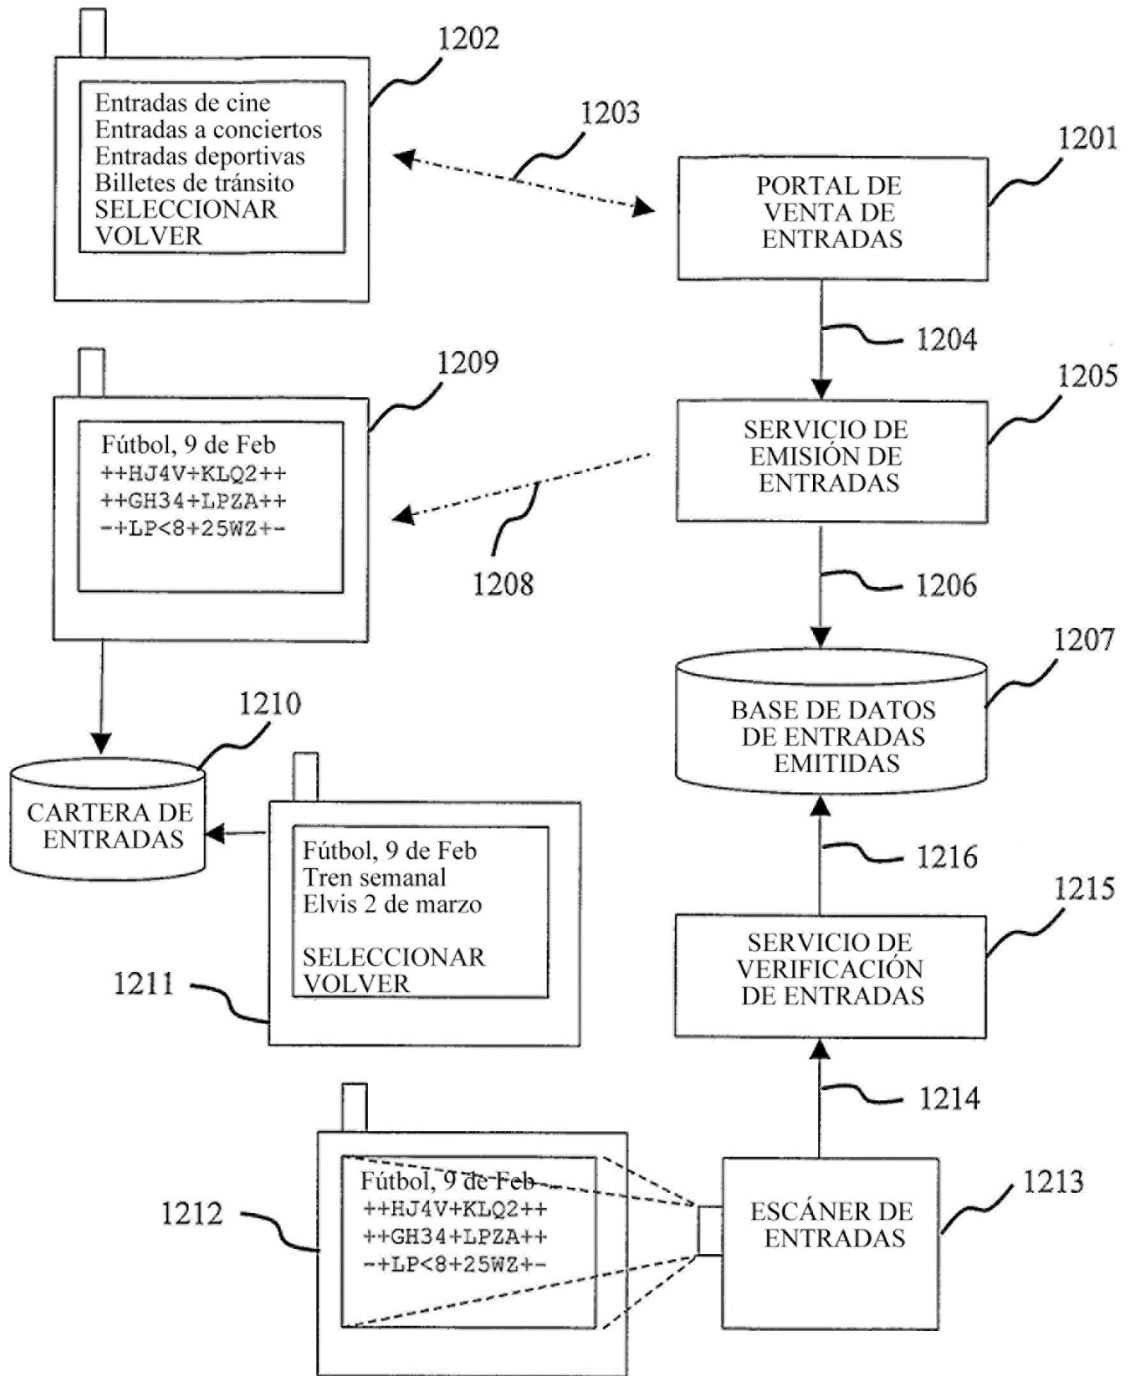 1202
Entradas de cine
Entradas a conciertos
Entradas deportivas
Billetes de tránsito
SELECCIONAR
VOLVER
1203
1201
PORTAL DE
VENTA DE
ENTRADAS
1204
1209
Fútbol, 9 de Feb
++HJ4V+KLQ2++
++GH34+LPZA++
-+LP<8+25WZ+-
1205
SERVICIO DE
EMISIÓN DE
ENTRADAS
1208
1206
1207
BASE DE DATOS
DE ENTRADAS
EMITIDAS
1210
CARTERA DE
ENTRADAS
Fútbol, 9 de Feb
Tren semanal
Elvis 2 de marzo
SELECCIONAR
VOLVER
1211
1216
1215
SERVICIO DE
VERIFICACIÓN
DE ENTRADAS
1214
1212
Fútbol, 9 de Feb
++HJ4V+KLQ2++
++GH34+LPZA++
-+LP<8+25WZ+-
1213
ESCÁNER DE
ENTRADAS